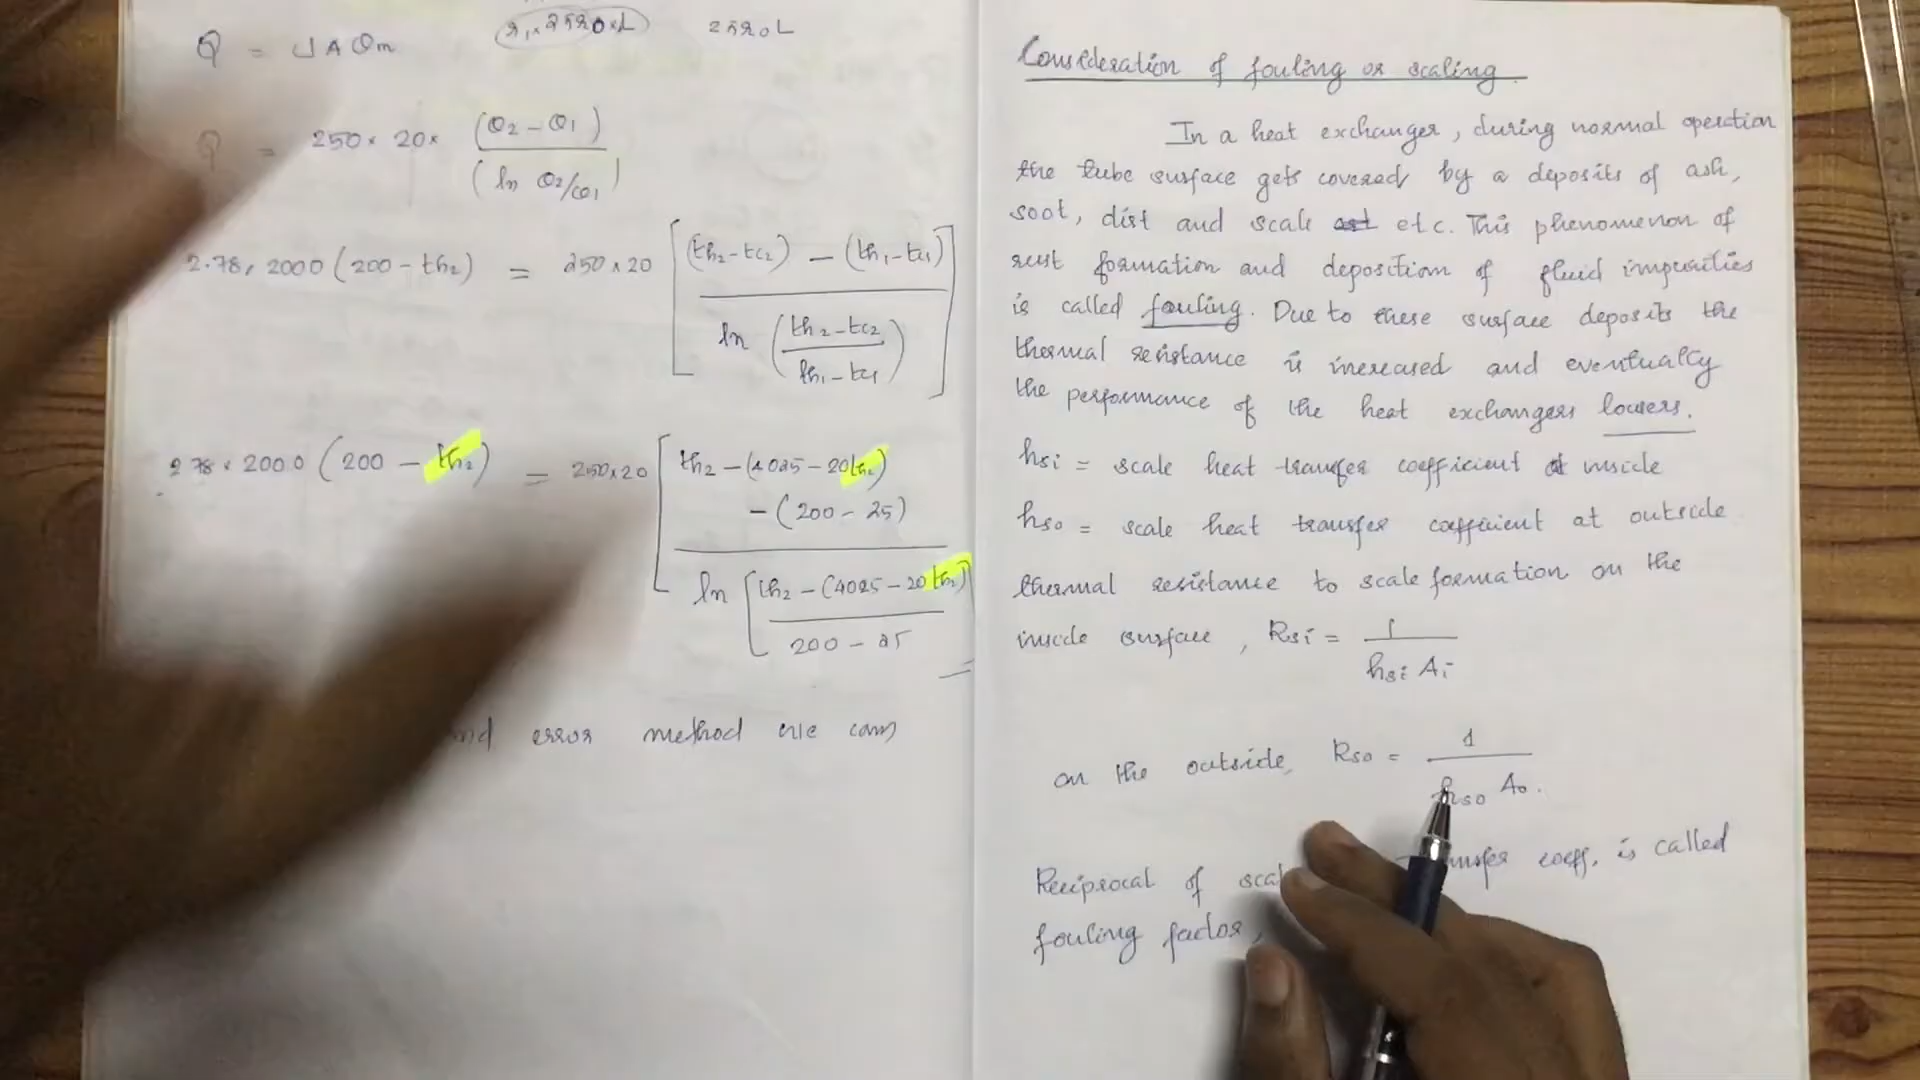 Q = U A Θm
2πr₀L
Q = 250 × 20 × (Θ2 - Θ1) / (ln Θ2/Θ1)
2.78 × 2000 (200 - th2) = 250 × 20 [(th2 - tc2) - (th1 - tc1) / ln (th2 - tc2 / th1 - tc1)]
2.78 × 2000 (200 - th2) = 250 × 20 [th2 - (4025 - 20th2)
- (200 - 25)
ln [th2 - (4025 - 20th2)
200 - 25
error method we can
Consideration of fouling or scaling.
In a heat exchanger, during normal operation
the tube surface gets covered by a deposits of ash,
soot, dirt and scale etc. This phenomenon of
rust formation and deposition of fluid impurities
is called fouling. Due to these surface deposits the
thermal resistance is increased and eventually
the performance of the heat exchangers lowers.
hsi = scale heat transfer coefficient at inside
hso = scale heat transfer coefficient at outside
thermal resistance to scale formation on the
inside surface, Rsi = 1 / hsi Ai
on the outside, Rso = 1 / hso Ao.
Reciprocal of coeff. is called
fouling factor,